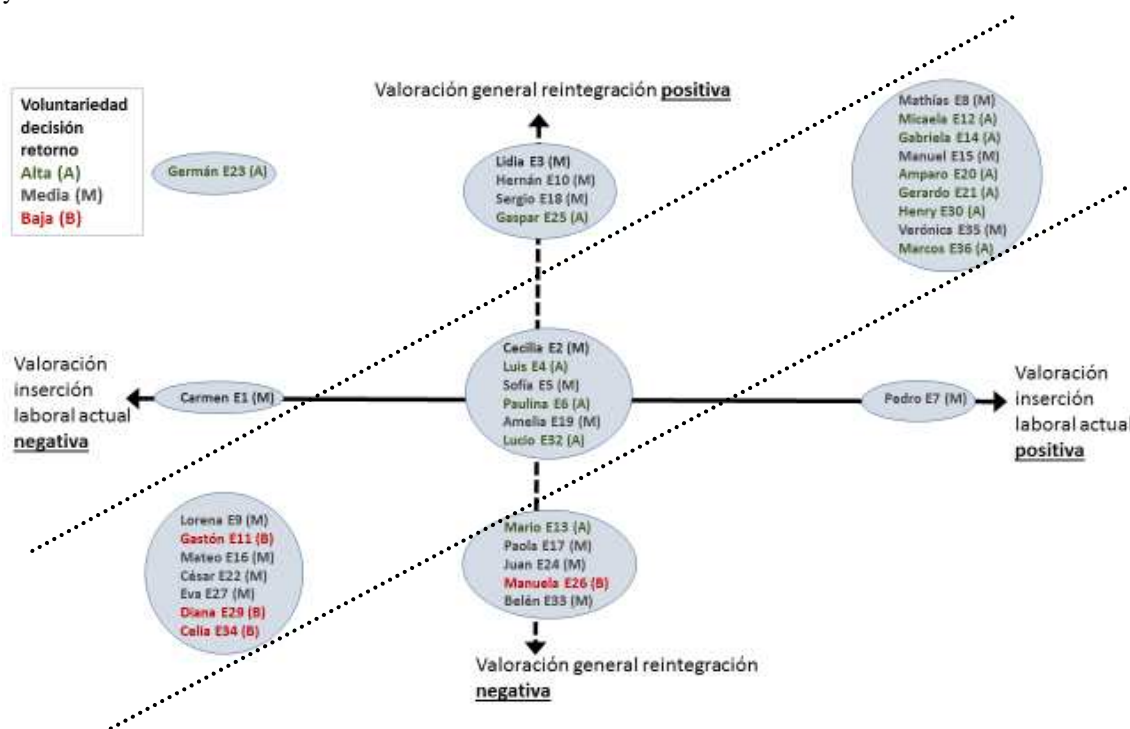 Valoración general reintegración positiva
Voluntariedad
decisión
retorno
Alta (A)
Media (M)
Baja (B)
Germán E23 (A)
Lidia E3 (M)
Hernán E10 (M)
Sergio E18 (M)
Gaspar E25 (A)
Mathías E8 (M)
Micaela E12 (A)
Gabriela E14 (A)
Manuel E15 (M)
Amparo E20 (A)
Gerardo E21 (A)
Henry E30 (A)
Verónica E35 (M)
Marcos E36 (A)
Valoración
inserción
laboral actual
negativa
Carmen E1 (M)
Cecilia E2 (M)
Luis E4 (A)
Sofía E5 (M)
Paulina E6 (A)
Amelia E19 (M)
Lucio E32 (A)
Pedro E7 (M)
Valoración
inserción
laboral actual
positiva
Lorena E9 (M)
Gastón E11 (B)
Mateo E16 (M)
César E22 (M)
Eva E27 (M)
Diana E29 (B)
Celia E34 (B)
Mario E13 (A)
Paola E17 (M)
Juan E24 (M)
Manuela E26 (B)
Belén E33 (M)
Valoración general reintegración
negativa